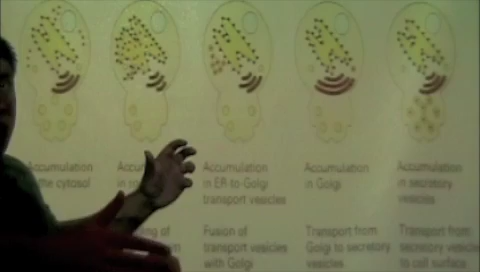 Accumulation
the cytosol
Accumulation
in ER-to-Golgi
transport vesicles
Accumulation
in Golgi
Accumulation
in secretory
vesicles
Fusion of
transport vesicles
with Golgi
Transport from
Golgi to secretory
vesicles
Transport from
secretory vesicles
to cell surface